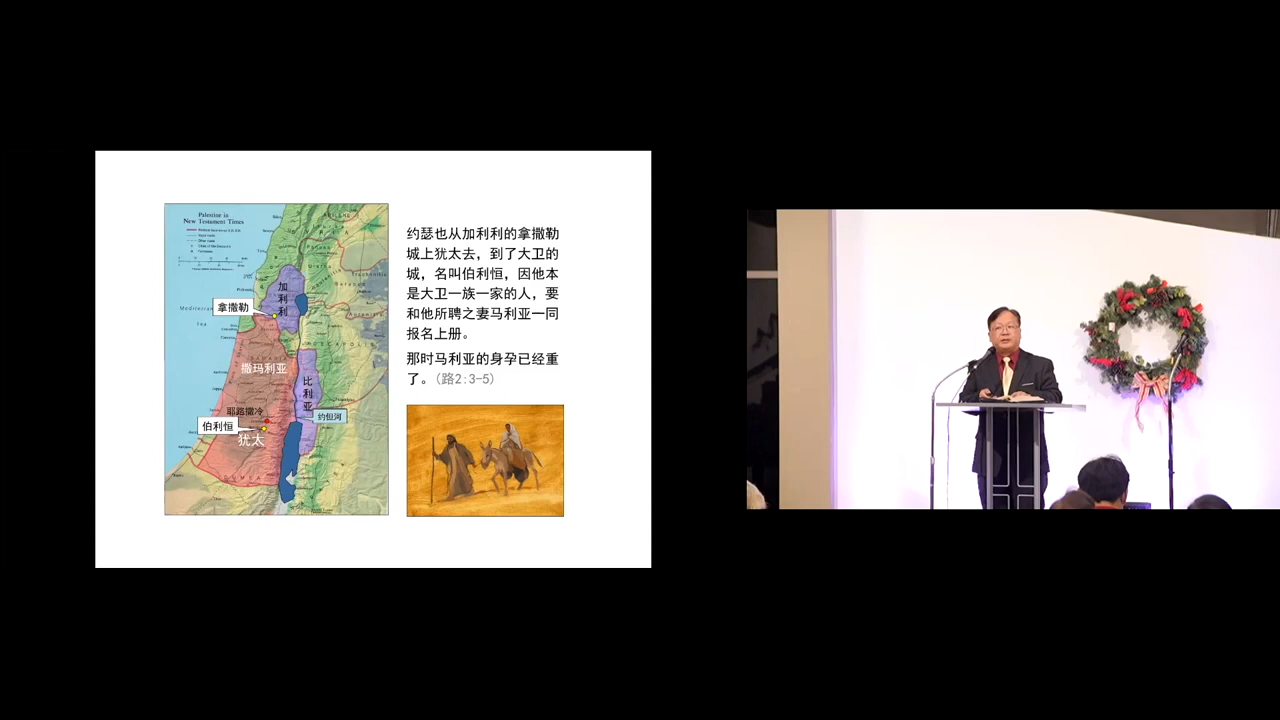 Palestine in
New Testament Times
加
利
利
拿撒勒
撒玛利亚
比
利
亚
耶路撒冷
约但河
伯利恒
犹太
约瑟也从加利利的拿撒勒
城上犹太去，到了大卫的
城，名叫伯利恒，因他本
是大卫一族一家的人，要
和他所聘之妻马利亚一同
报名上册。
那时马利亚的身孕已经重
了。(路2:3-5)